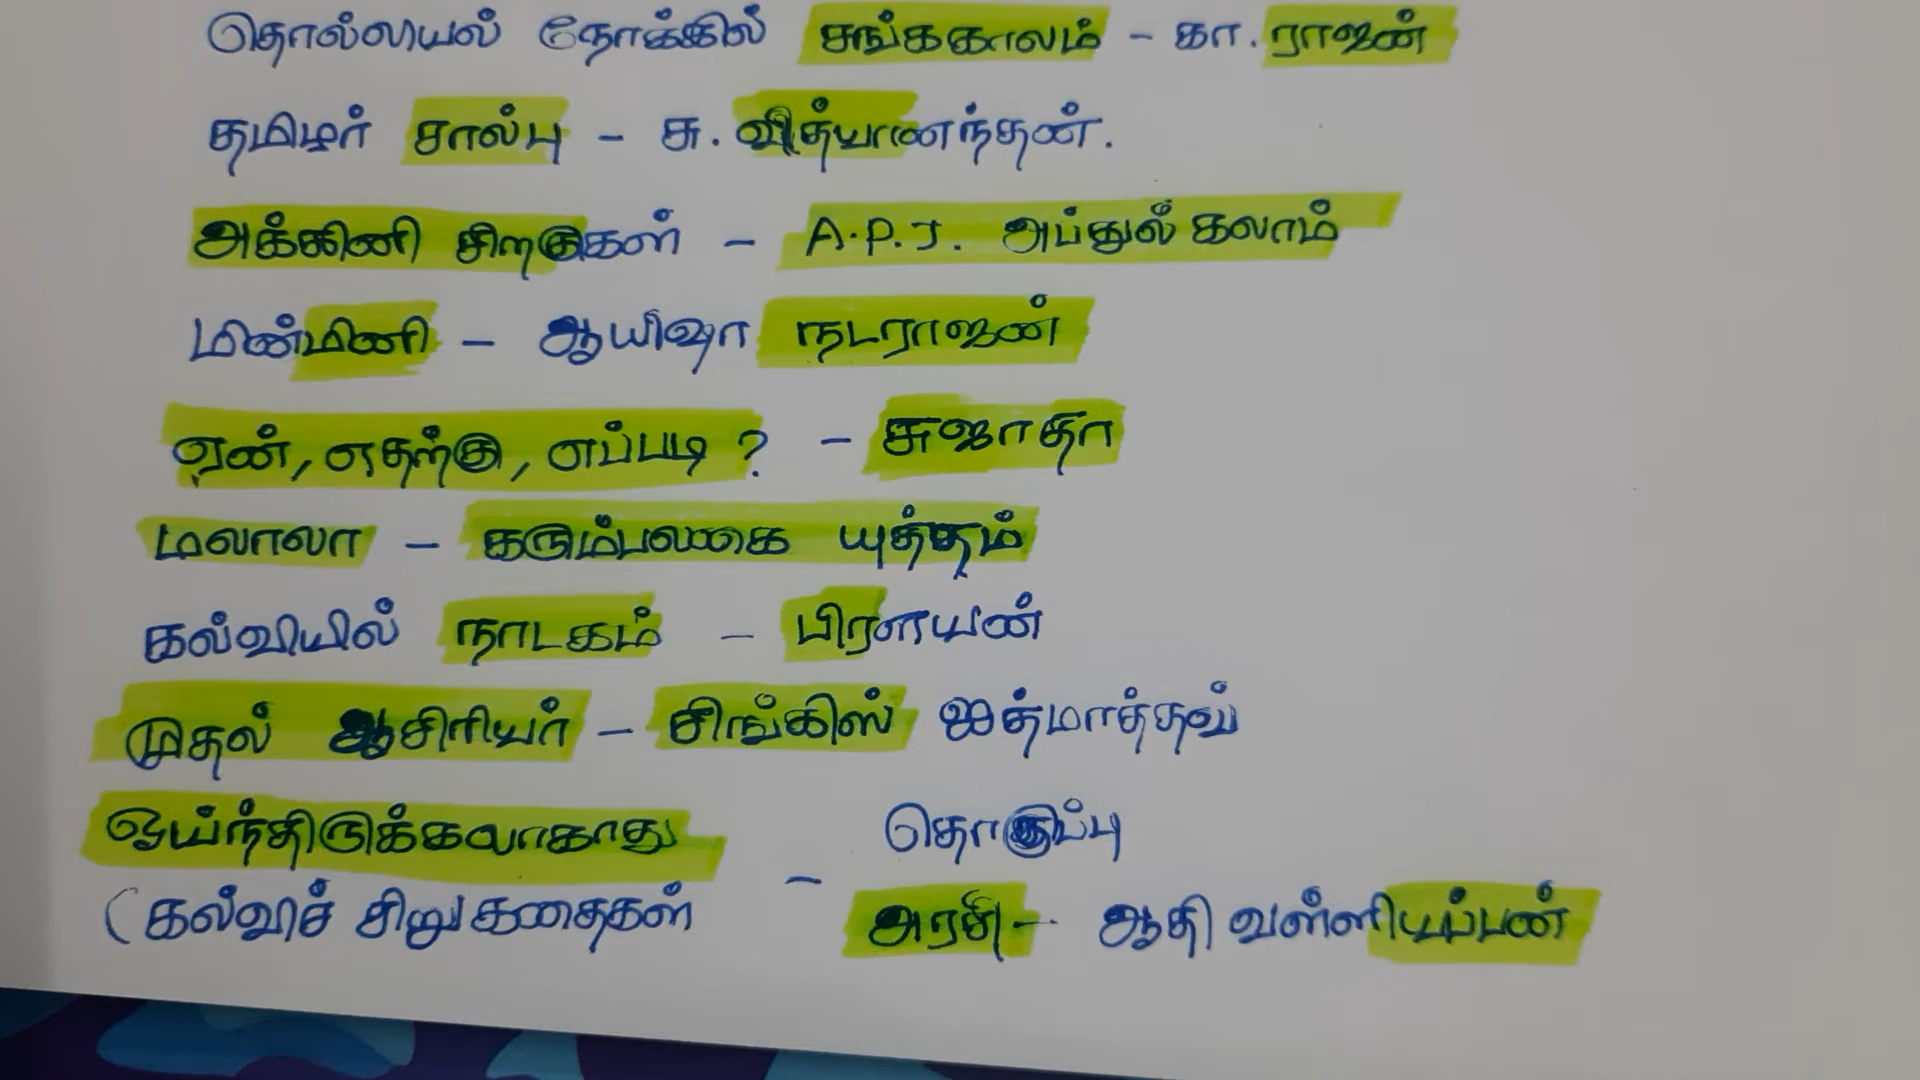 தொல்லியல் நோக்கில் சங்ககாலம் - கா. ராஜன்
தமிழர் சால்பு - சு. வித்யானந்தன்.
அக்கினி சிறகுகள் - A.P.J. அப்துல் கலாம்
மின்மினி - ஆயிஷா நடராஜன்
ஏன், எதற்கு, எப்படி ? - சுஜாதா
மலாலா - கரும்பலகை யுத்தம்
கல்வியில் நாடகம் - பிரளயன்
முதல் ஆசிரியர் - சிங்கிஸ் ஐத்மாத்தவ்
ஓய்ந்திருக்கலாகாது - தொகுப்பு
(கல்விச் சிறுகதைகள் அரசி - ஆதி வள்ளியப்பன்